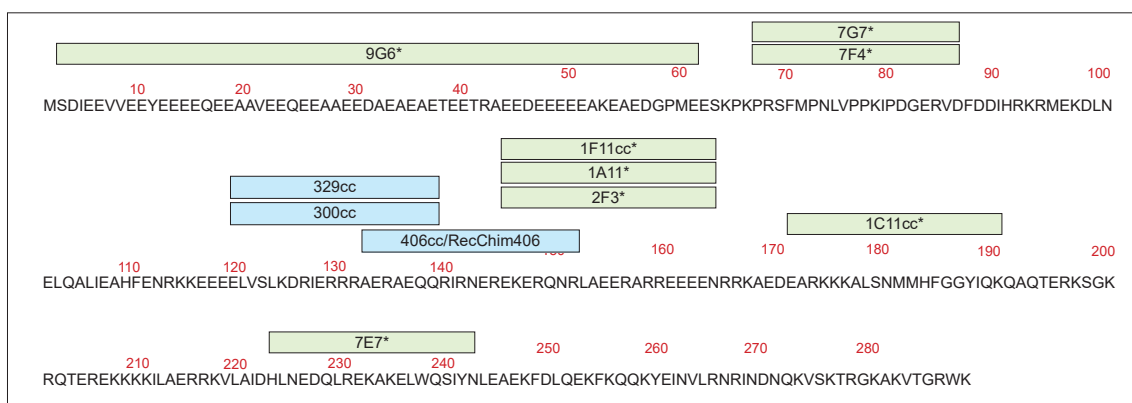 7G7*
9G6* 7F4*
10 20 30 40 50 60 70 80 90 100
MSDIEEVVEEYEEEEQEEAAVEEQEEAAEEDAEAEAETEETRAEEDEEEEEAKEAEDGPMEESKPKPRSFMPNLVPPKIPDGERVDFDDIHRKRMEKDLN
1F11cc*
1A11*
329cc
2F3*
300cc
1C11cc*
406cc/RecChim406
110 120 130 140 160 170 180 190 200
ELQALIEAHFENRKKEEEELVSLKDRIERRRAERAEQQRIRNEREKERQNRLAEERARREEEENRRKAEDEARKKKALSNMMHFGGYIQKQAQTERKSGK
7E7*
210 220 230 240 250 260 270 280
RQTEREKKKKILAERRKVLAIDHLNEDQLREKAKELWQSIYNLEAEKFDLQEKFKQQKYEINVLRNRINDNQKVSKTRGKAKVTGRWK